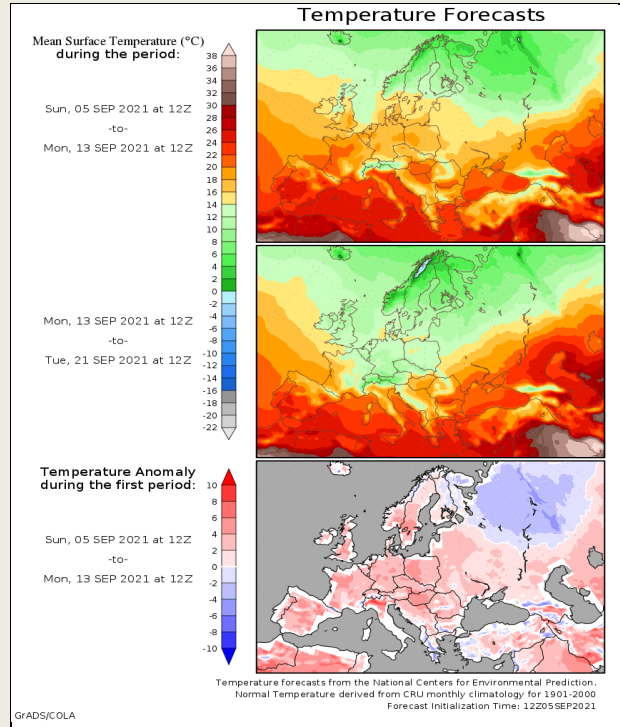 Temperature Forecasts
Mean Surface Temperature (°C)
during the period:
38
36
34
32
30
28
26
24
22
20
18
16
14
12
10
8
6
4
2
0
-2
-4
-6
-8
-10
-12
-14
-16
-18
-20
-22
Sun, 05 SEP 2021 at 12Z
-to-
Mon, 13 SEP 2021 at 12Z
Mon, 13 SEP 2021 at 12Z
-to-
Tue, 21 SEP 2021 at 12Z
Temperature Anomaly
during the first period:
10
8
6
4
2
0
-2
-4
-6
-8
-10
Sun, 05 SEP 2021 at 12Z
-to-
Mon, 13 SEP 2021 at 12Z
Temperature forecasts from the National Centers for Environmental Prediction.
Normal Temperature derived from CRU monthly climatology for 1901-2000
Forecast Initialization Time: 12Z05SEP2021
GrADS/COLA